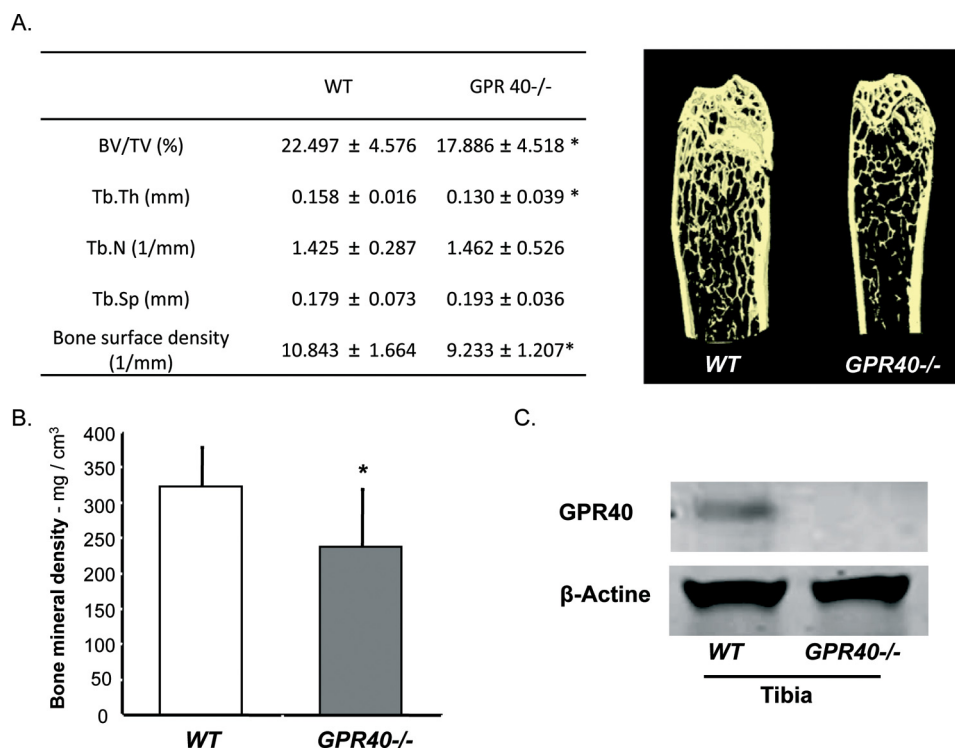 A.
WT GPR 40-/-
BV/TV (%) 22.497 ± 4.576 17.886 ± 4.518 *
Tb.Th (mm) 0.158 ± 0.016 0.130 ± 0.039 *
Tb.N (1/mm) 1.425 ± 0.287 1.462 ± 0.526
Tb.Sp (mm) 0.179 ± 0.073 0.193 ± 0.036
Bone surface density
(1/mm) 10.843 ± 1.664 9.233 ± 1.207*
WT GPR40-/-
B.
Bone mineral density - mg / cm³
400
350
300
250
200
150
100
50
0
*
WT GPR40-/-
C.
GPR40
β-Actine
WT GPR40-/-
Tibia